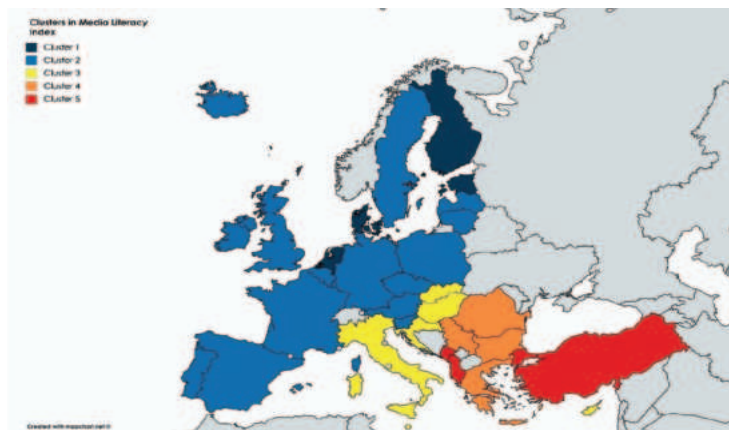 Clusters in Media Literacy
Index
Cluster 1
Cluster 2
Cluster 3
Cluster 4
Cluster 5
Created with mapchart.net ©